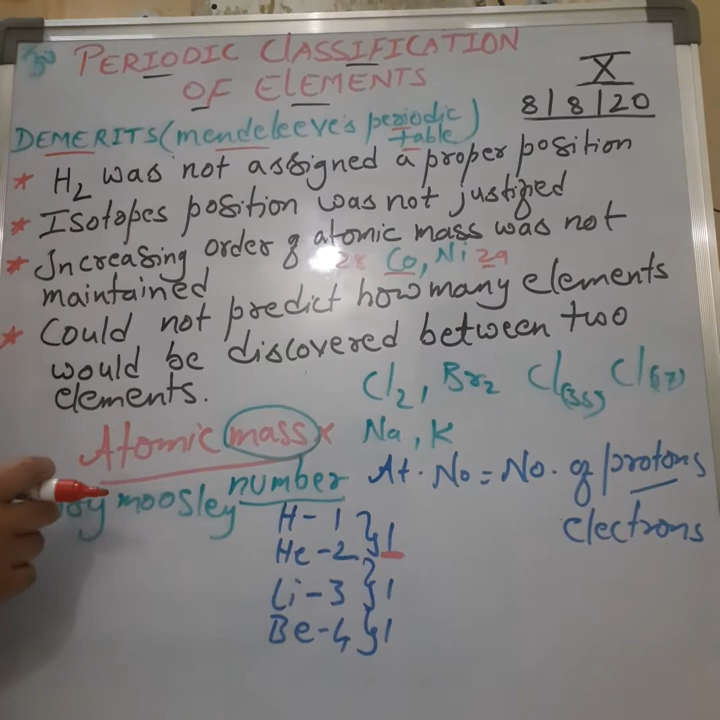 PERIODIC CLASSIFICATION
OF ELEMENTS
X
8/8/20
DEMERITS (mendeleeve's periodic
table)
* H2 was not assigned a proper position
* Isotopes position was not justified
* Increasing order of atomic mass was not
maintained
28 Co, Ni 29
* Could not predict how many elements
would be discovered between two
elements.
Cl2, Br2 Cl(35) Cl(37)
Atomic mass x Na, K
number At. No = No. of protons
moosley electrons
H-1
He-2 } 1
Li-3 } 1
Be-4 } 1